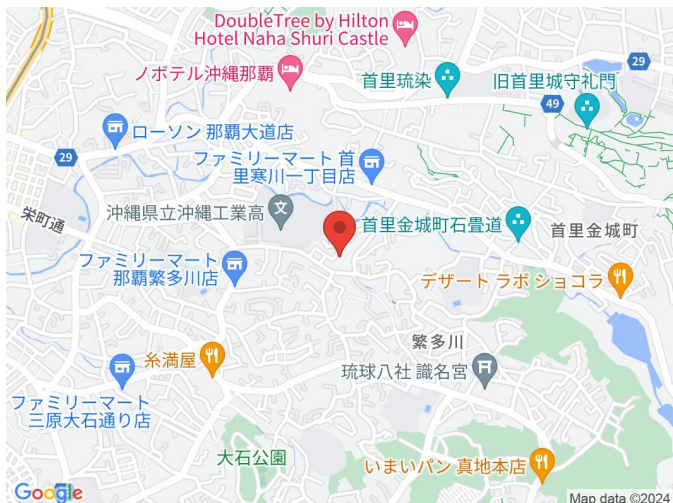 DoubleTree by Hilton
Hotel Naha Shuri Castle
ノボテル沖縄那覇
首里琉染
旧首里城守礼門
29
49
ローソン 那覇大道店
29
ファミリーマート 首
里寒川一丁目店
栄町通
沖縄県立沖縄工業高
首里金城町石畳道
首里金城町
ファミリーマート
那覇繁多川店
デザート ラボ ショコラ
繁多川
糸満屋
琉球八社 識名宮
ファミリーマート
三原大石通り店
大石公園
いまいパン 真地本店
Google
Map data ©2024